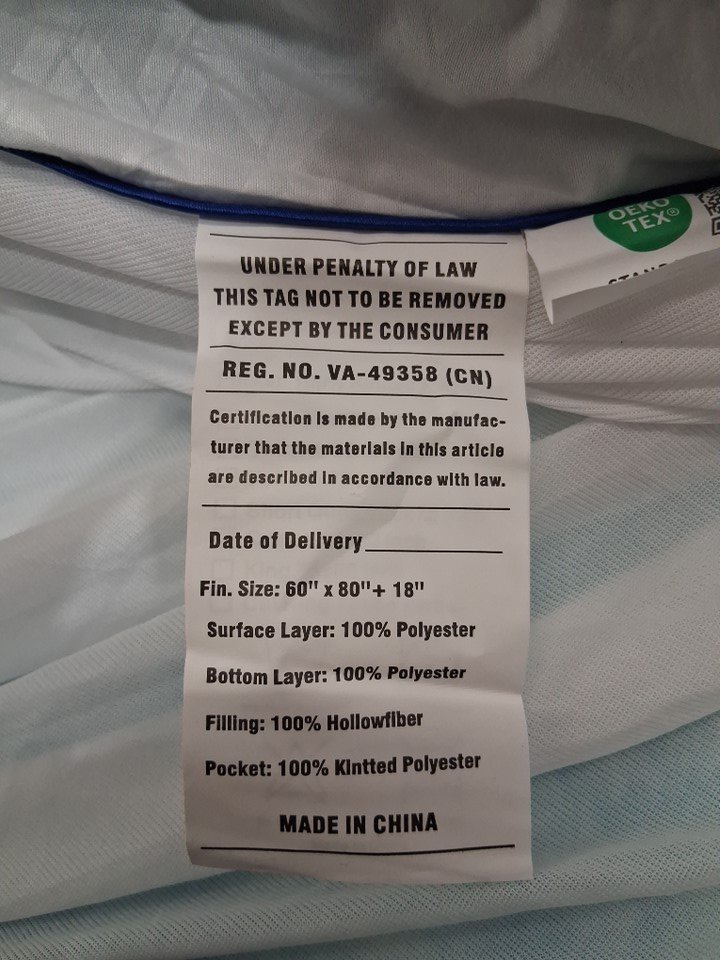 UNDER PENALTY OF LAW
THIS TAG NOT TO BE REMOVED
EXCEPT BY THE CONSUMER
REG. NO. VA-49358 (CN)
Certification is made by the manufac-
turer that the materials in this article
are described in accordance with law.
Date of Delivery
Fin. Size: 60" x 80"+ 18"
Surface Layer: 100% Polyester
Bottom Layer: 100% Polyester
Filling: 100% Hollowfiber
Pocket: 100% Kintted Polyester
MADE IN CHINA
OEKO
TEX®